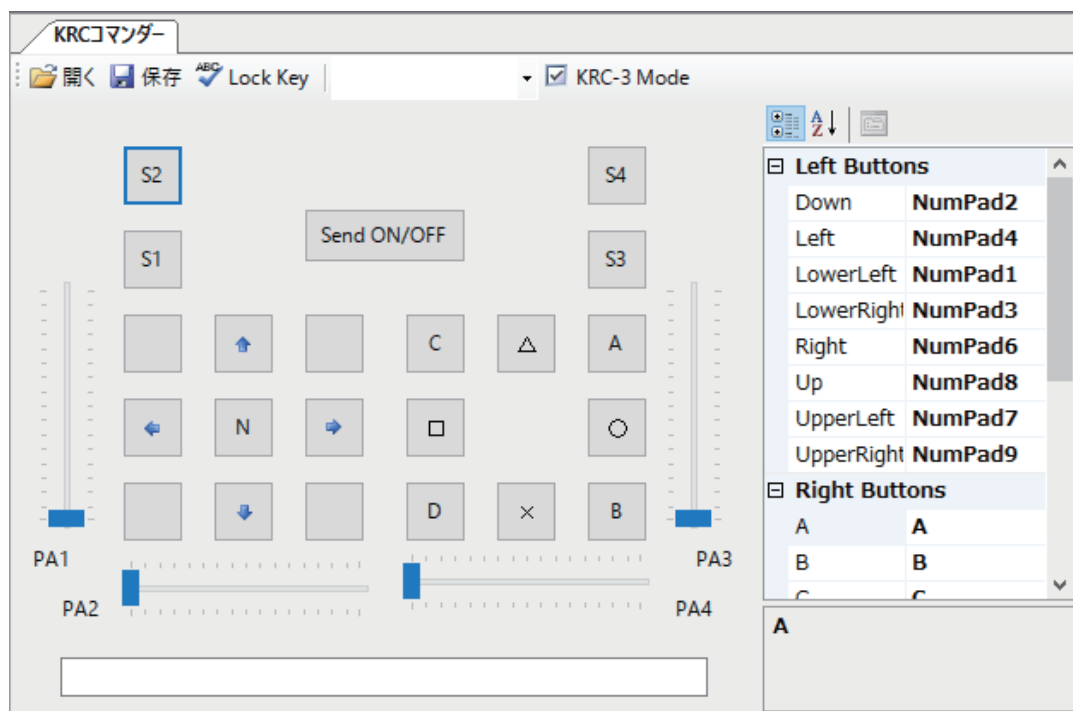 KRCコマンダー
開く 保存 ABC Lock Key KRC-3 Mode
S2 S4
Send ON/OFF
S1 S3
C △ A
N □ ○
D × B
PA1 PA3
PA2 PA4
Left Buttons
Down NumPad2
Left NumPad4
LowerLeft NumPad1
LowerRigh NumPad3
Right NumPad6
Up NumPad8
UpperLeft NumPad7
UpperRight NumPad9
Right Buttons
A A
B B
C C
A